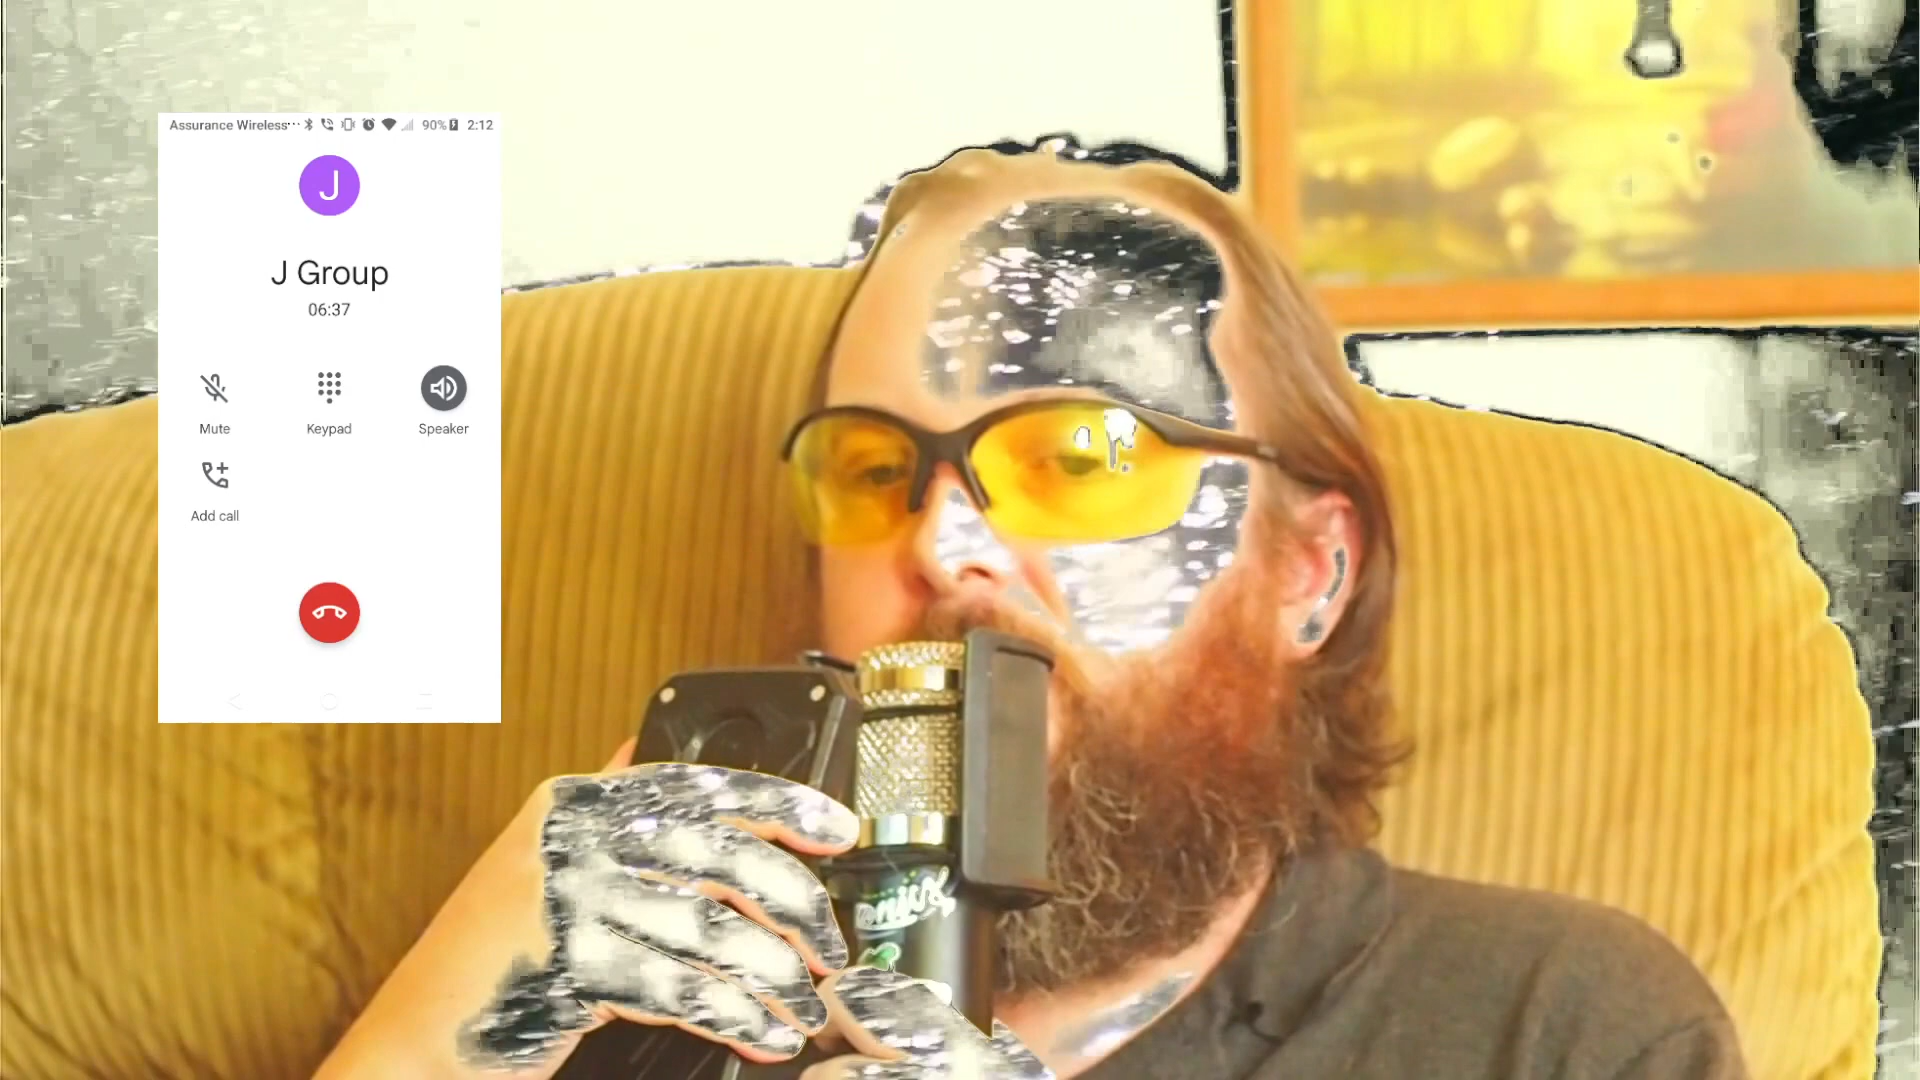 Assurance Wireless··· 90% 2:12
J
J Group
06:37
Mute Keypad Speaker
Add call